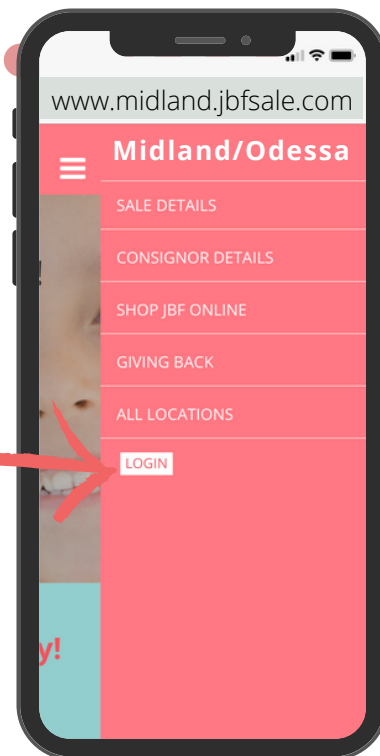 www.midland.jbfsale.com
Midland/Odessa
SALE DETAILS
CONSIGNOR DETAILS
SHOP JBF ONLINE
GIVING BACK
ALL LOCATIONS
LOGIN
y!